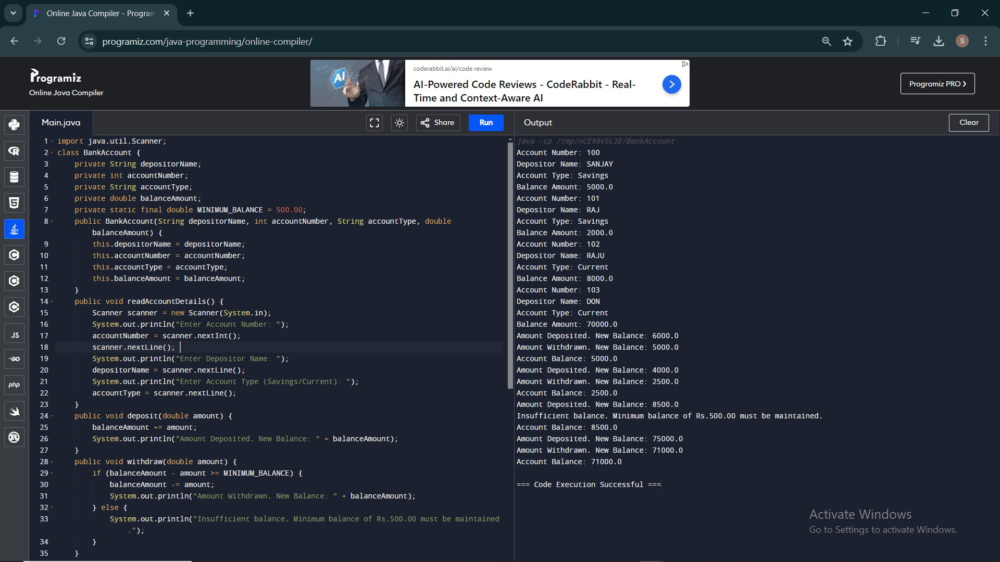 Online Java Compiler - Program
programiz.com/java-programming/online-compiler/
S
Programiz
Online Java Compiler
AI
coderabbit.ai/ai/code review
AI-Powered Code Reviews - CodeRabbit - Real-
Time and Context-Aware AI
Programiz PRO ❯
Main.java
Share
Run
Output
Clear
JS
GO
php
1 import java.util.Scanner;
2 class BankAccount {
3 private String depositorName;
4 private int accountNumber;
5 private String accountType;
6 private double balanceAmount;
7 private static final double MINIMUM_BALANCE = 500.00;
8 public BankAccount(String depositorName, int accountNumber, String accountType, double
balanceAmount) {
9 this.depositorName = depositorName;
10 this.accountNumber = accountNumber;
11 this.accountType = accountType;
12 this.balanceAmount = balanceAmount;
13 }
14 public void readAccountDetails() {
15 Scanner scanner = new Scanner(System.in);
16 System.out.println("Enter Account Number: ");
17 accountNumber = scanner.nextInt();
18 scanner.nextLine();
19 System.out.println("Enter Depositor Name: ");
20 depositorName = scanner.nextLine();
21 System.out.println("Enter Account Type (Savings/Current): ");
22 accountType = scanner.nextLine();
23 }
24 public void deposit(double amount) {
25 balanceAmount += amount;
26 System.out.println("Amount Deposited. New Balance: " + balanceAmount);
27 }
28 public void withdraw(double amount) {
29 if (balanceAmount - amount >= MINIMUM_BALANCE) {
30 balanceAmount -= amount;
31 System.out.println("Amount Withdrawn. New Balance: " + balanceAmount);
32 } else {
33 System.out.println("Insufficient balance. Minimum balance of Rs.500.00 must be maintained
.");
34 }
35 }
java -cp /tmp/nCE98v5L3E/BankAccount
Account Number: 100
Depositor Name: SANJAY
Account Type: Savings
Balance Amount: 5000.0
Account Number: 101
Depositor Name: RAJ
Account Type: Savings
Balance Amount: 2000.0
Account Number: 102
Depositor Name: RAJU
Account Type: Current
Balance Amount: 8000.0
Account Number: 103
Depositor Name: DON
Account Type: Current
Balance Amount: 70000.0
Amount Deposited. New Balance: 6000.0
Amount Withdrawn. New Balance: 5000.0
Account Balance: 5000.0
Amount Deposited. New Balance: 4000.0
Amount Withdrawn. New Balance: 2500.0
Account Balance: 2500.0
Amount Deposited. New Balance: 8500.0
Insufficient balance. Minimum balance of Rs.500.00 must be maintained.
Account Balance: 8500.0
Amount Deposited. New Balance: 75000.0
Amount Withdrawn. New Balance: 71000.0
Account Balance: 71000.0
=== Code Execution Successful ===
Activate Windows
Go to Settings to activate Windows.